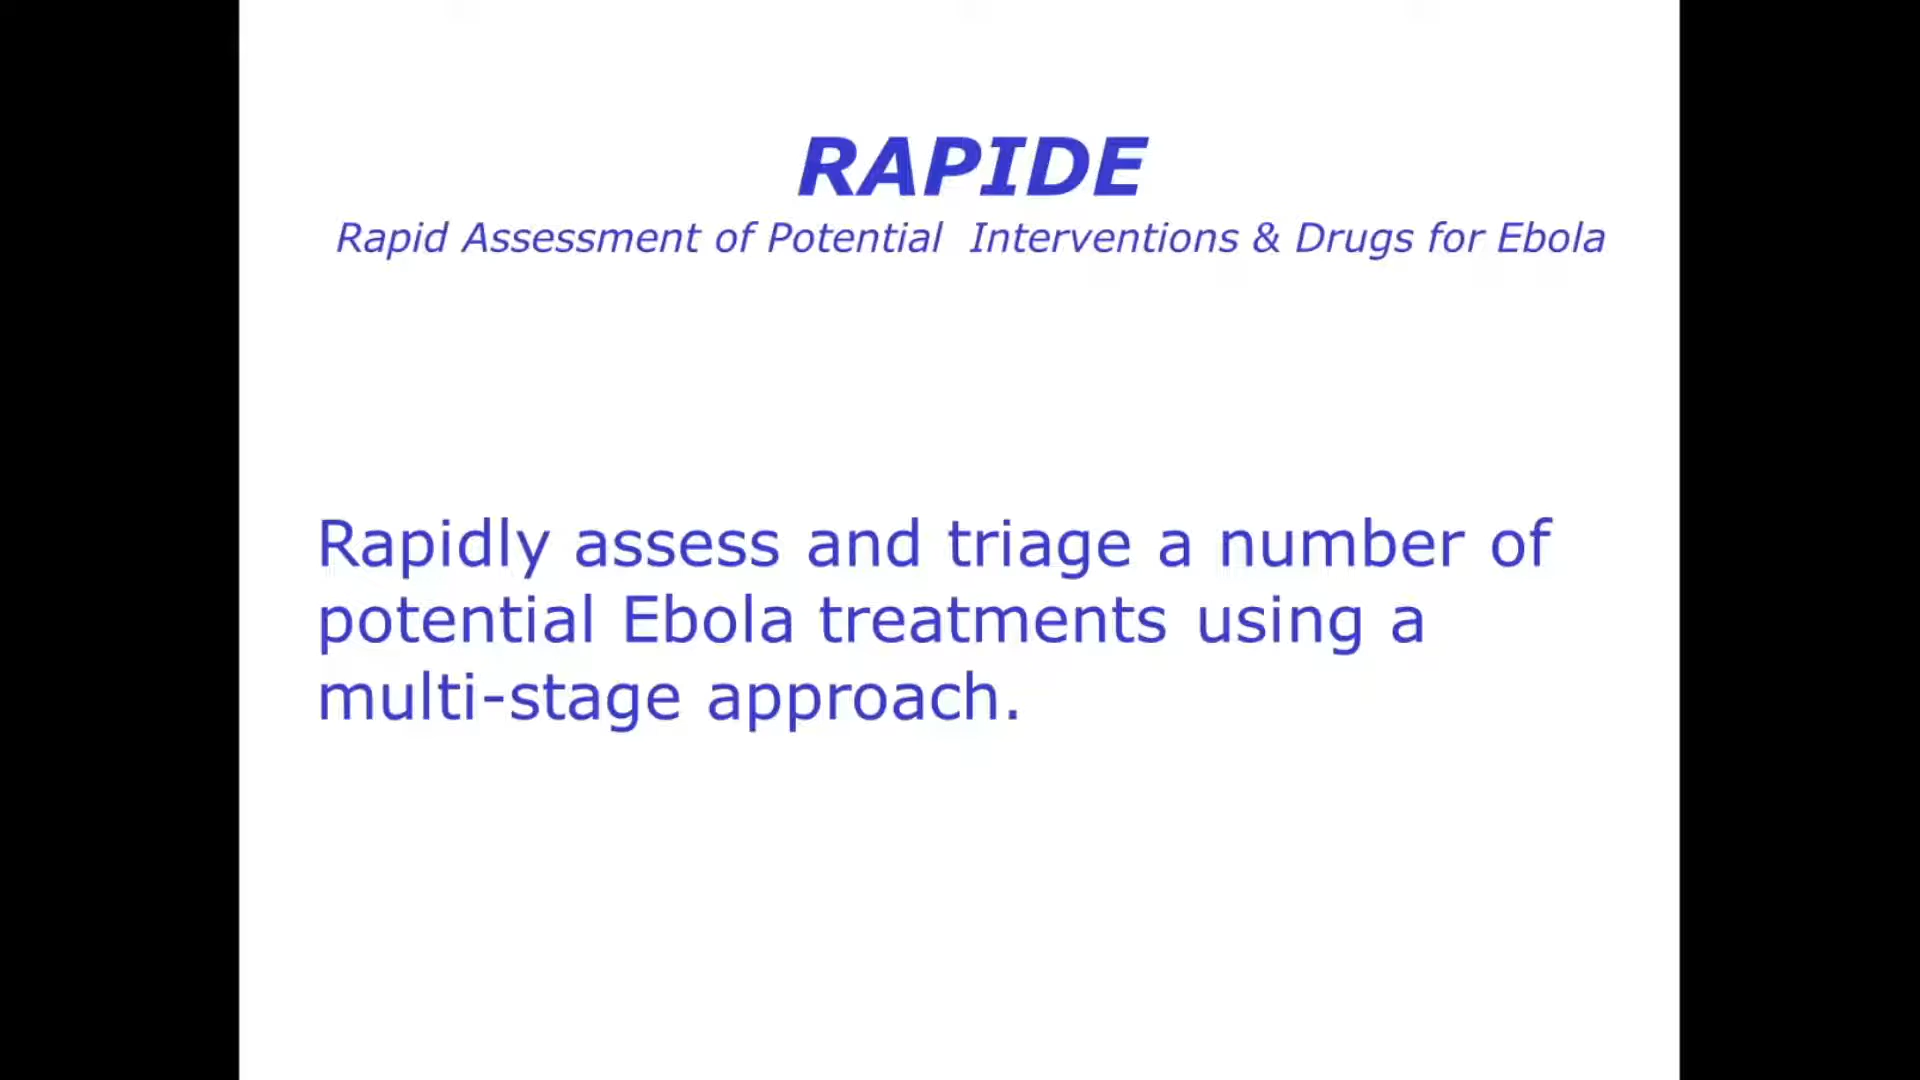 RAPIDE
Rapid Assessment of Potential Interventions & Drugs for Ebola
Rapidly assess and triage a number of
potential Ebola treatments using a
multi-stage approach.